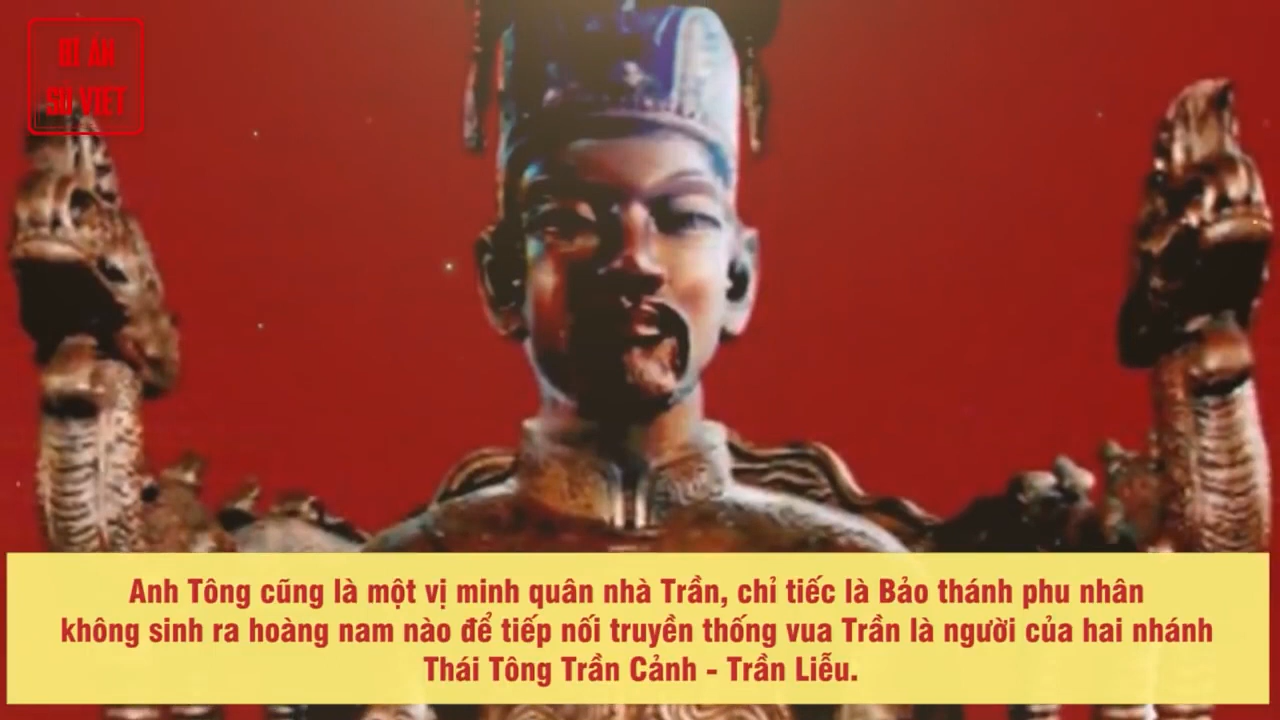 DI ÁN
SỬ VIỆT
Anh Tông cũng là một vị minh quân nhà Trần, chỉ tiếc là Bảo thánh phu nhân
không sinh ra hoàng nam nào để tiếp nối truyền thống vua Trần là người của hai nhánh
Thái Tông Trần Cảnh - Trần Liễu.